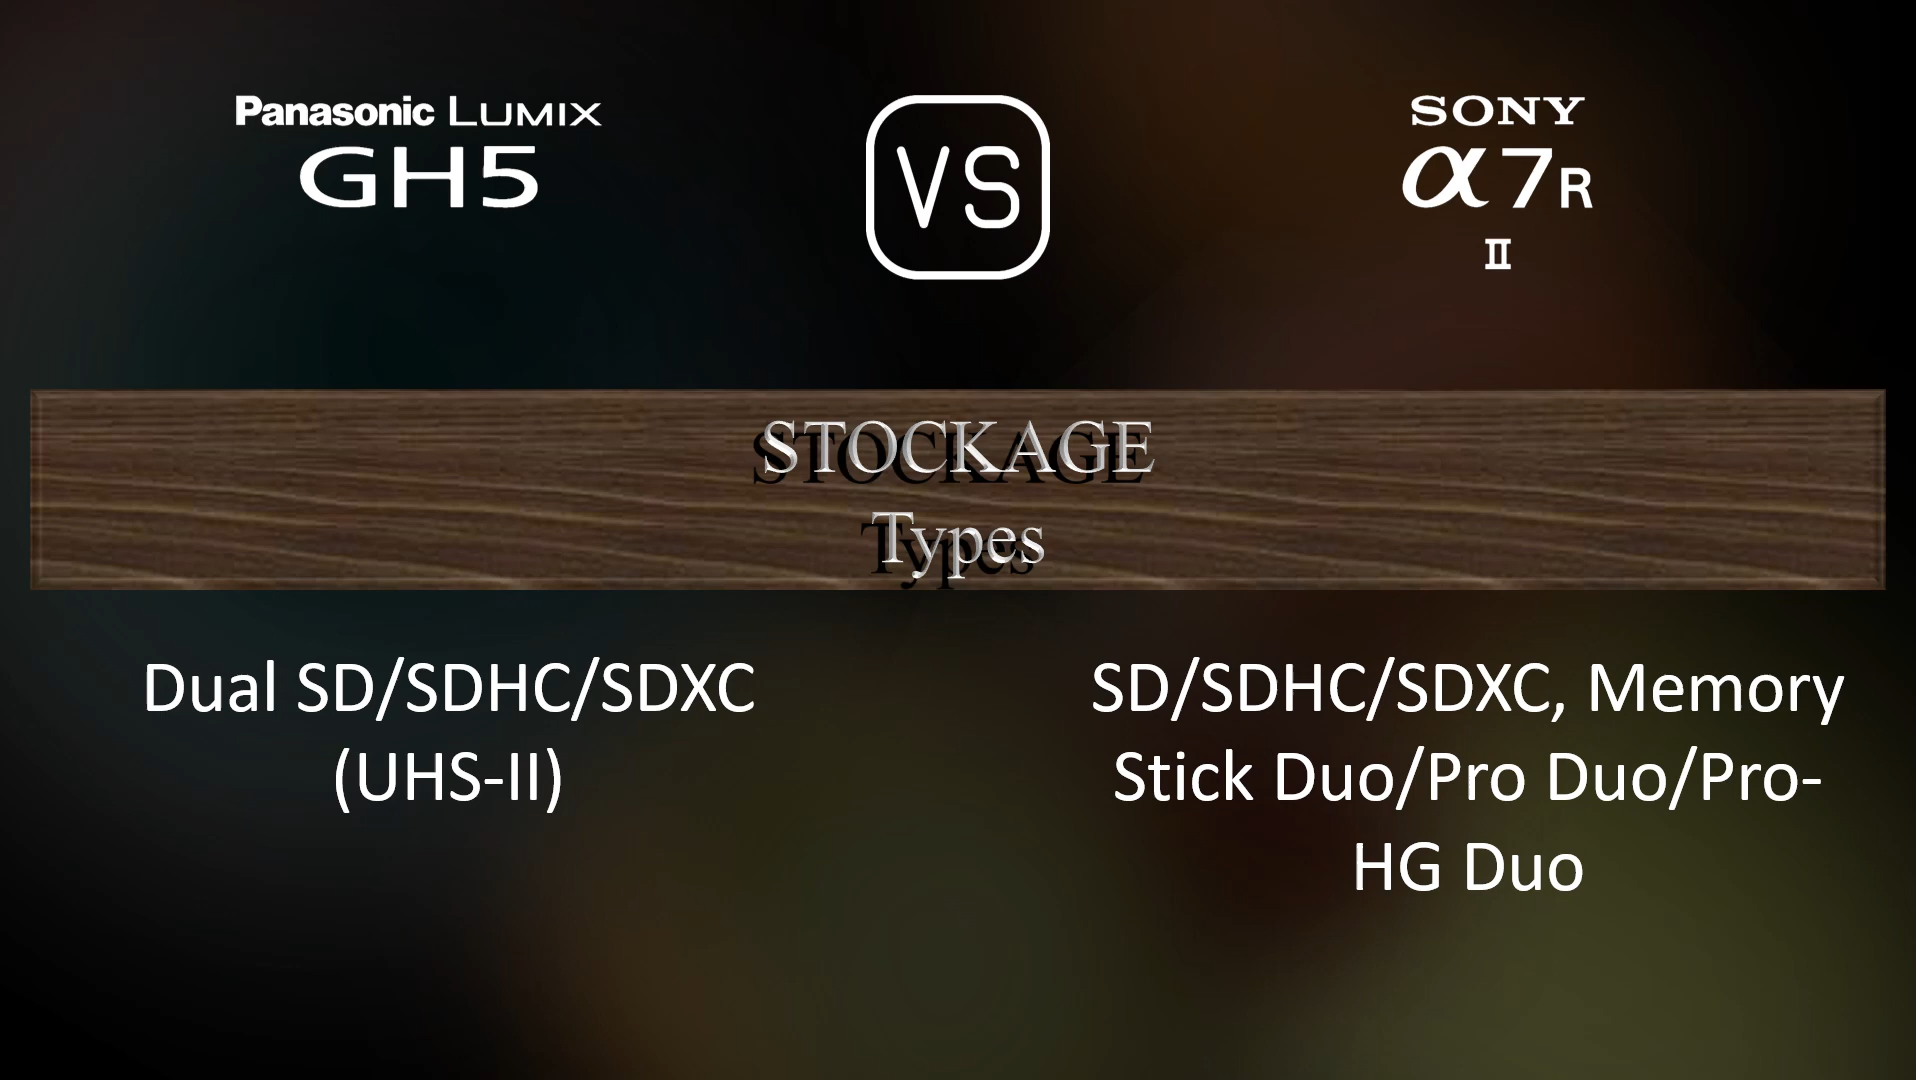 Panasonic LUMIX
GH5
VS
SONY
α7R
II
STOCKAGE
Types
Dual SD/SDHC/SDXC
(UHS-II)
SD/SDHC/SDXC, Memory
Stick Duo/Pro Duo/Pro-
HG Duo